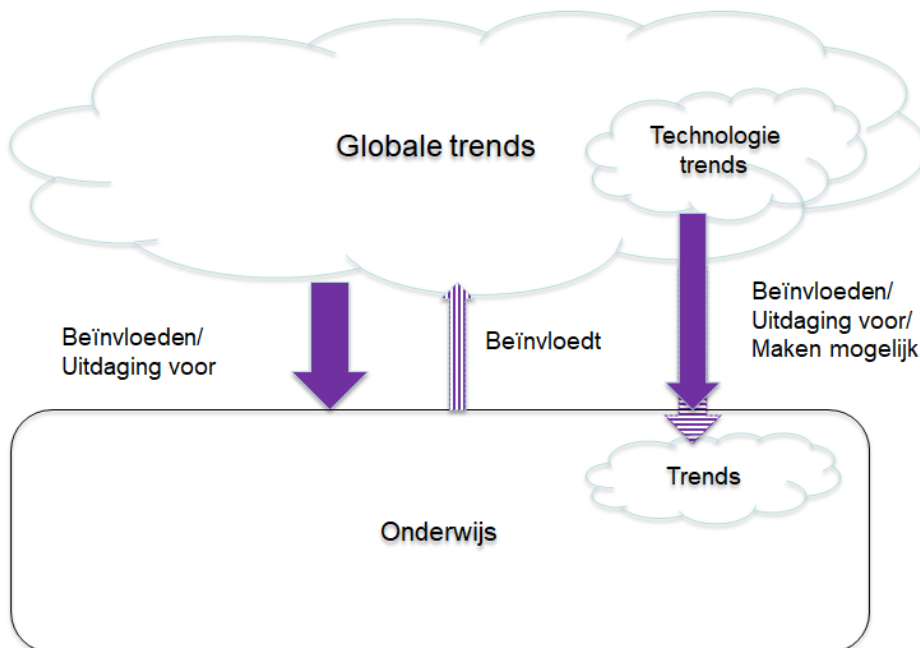 Globale trends
Technologie
trends
Beïnvloeden/
Uitdaging voor
Beïnvloedt
Beïnvloeden/
Uitdaging voor/
Maken mogelijk
Trends
Onderwijs